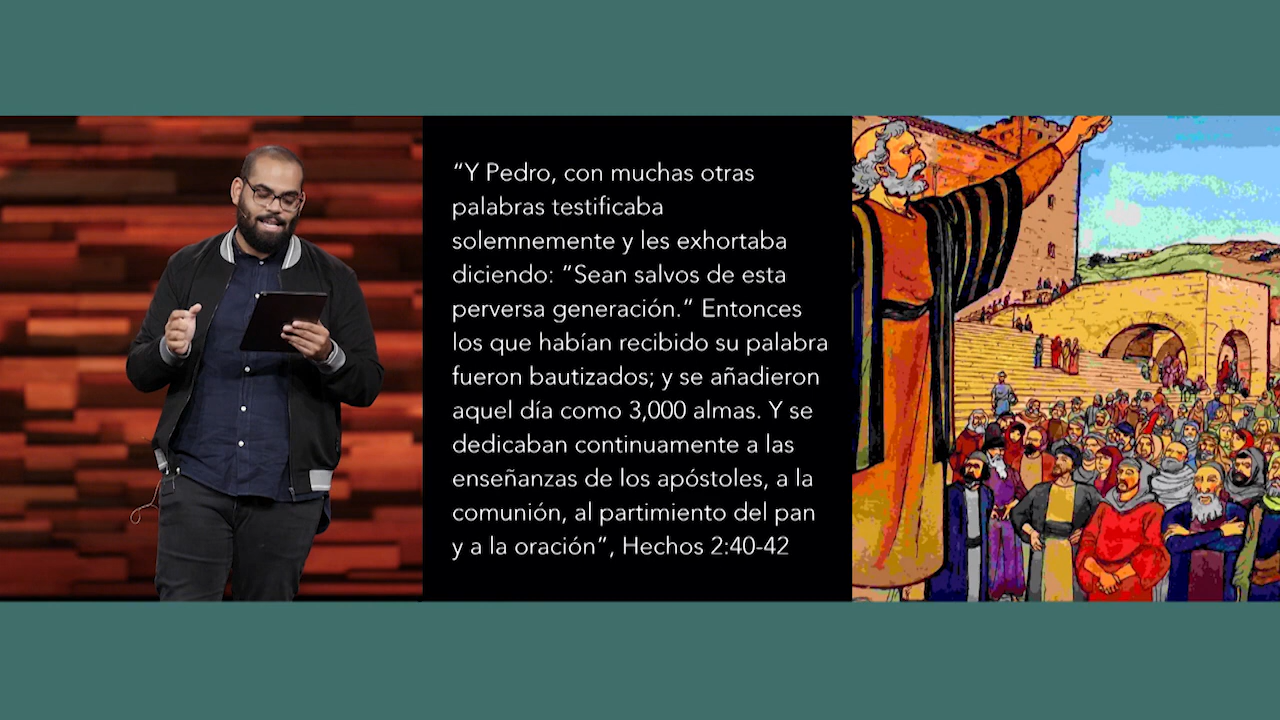 “Y Pedro, con muchas otras
palabras testificaba
solemnemente y les exhortaba
diciendo: “Sean salvos de esta
perversa generación.” Entonces
los que habían recibido su palabra
fueron bautizados; y se añadieron
aquel día como 3,000 almas. Y se
dedicaban continuamente a las
enseñanzas de los apóstoles, a la
comunión, al partimiento del pan
y a la oración”, Hechos 2:40-42